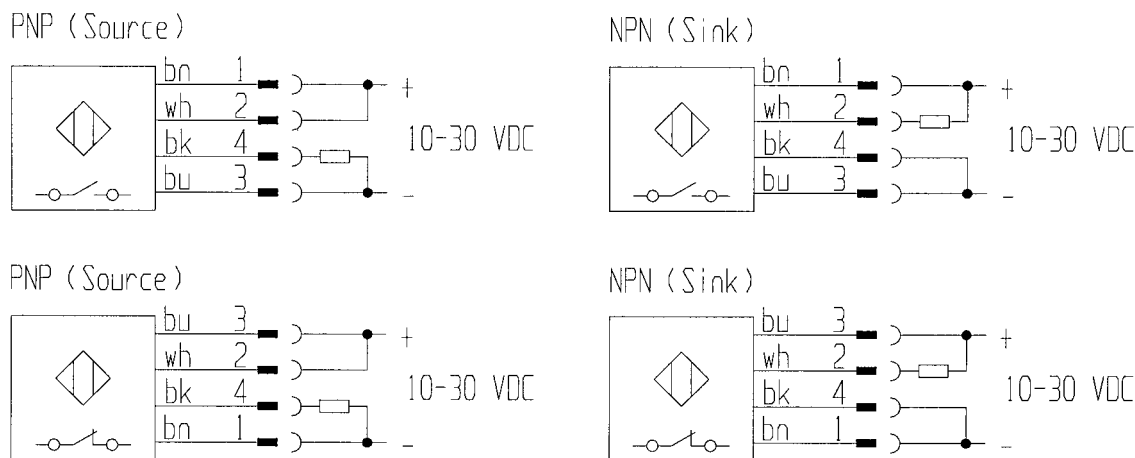 PNP (Source)
bn 1
+
wh 2
10-30 VDC
bk 4
bu 3
-
NPN (Sink)
bn 1
+
wh 2
10-30 VDC
bk 4
bu 3
-
PNP (Source)
bu 3
+
wh 2
10-30 VDC
bk 4
bn 1
-
NPN (Sink)
bu 3
+
wh 2
10-30 VDC
bk 4
bn 1
-